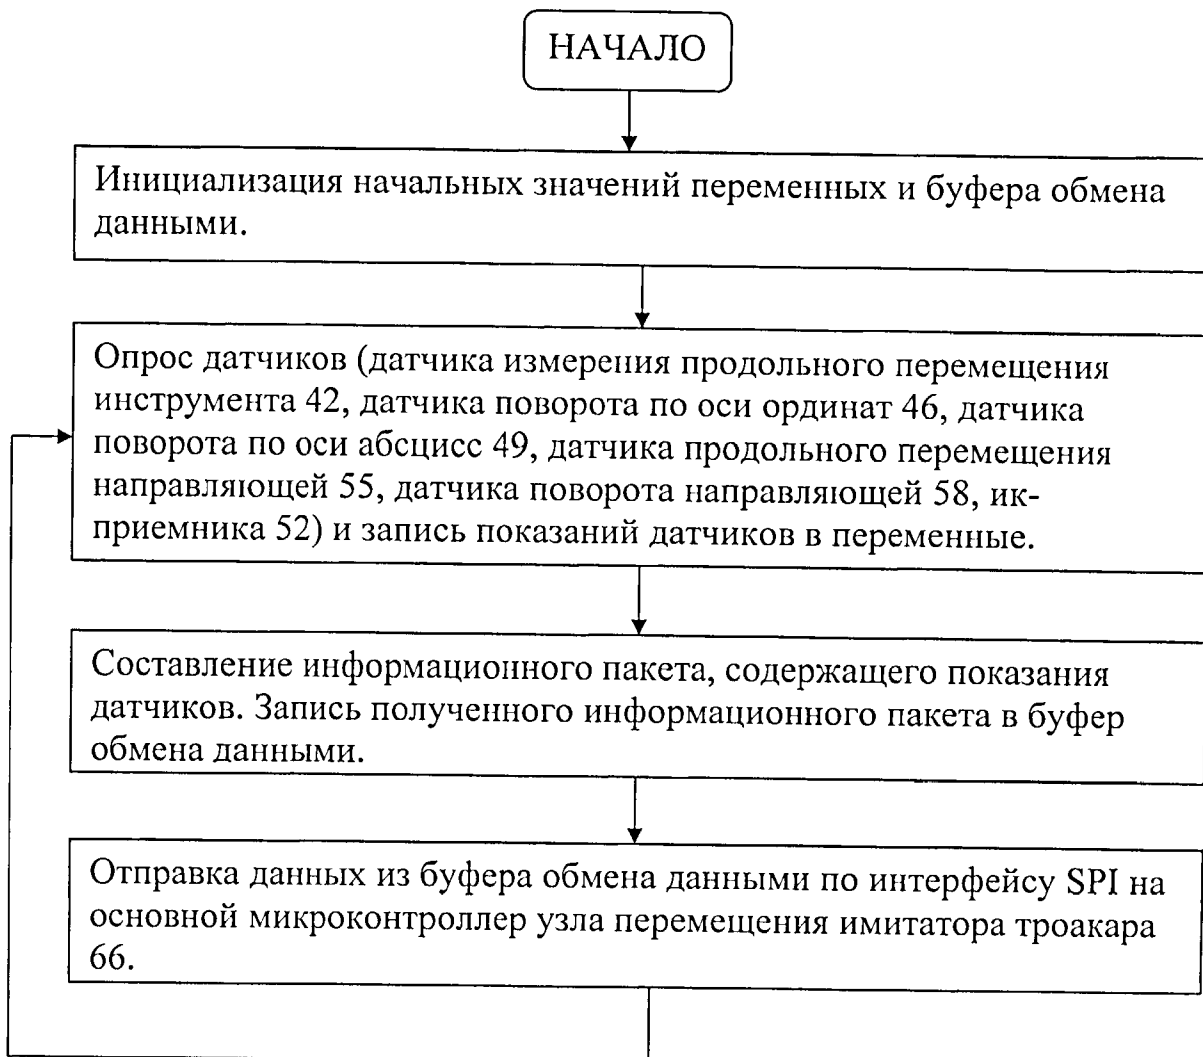 НАЧАЛО
Инициализация начальных значений переменных и буфера обмена
данными.
Опрос датчиков (датчика измерения продольного перемещения
инструмента 42, датчика поворота по оси ординат 46, датчика
поворота по оси абсцисс 49, датчика продольного перемещения
направляющей 55, датчика поворота направляющей 58, ик-
приемника 52) и запись показаний датчиков в переменные.
Составление информационного пакета, содержащего показания
датчиков. Запись полученного информационного пакета в буфер
обмена данными.
Отправка данных из буфера обмена данными по интерфейсу SPI на
основной микроконтроллер узла перемещения имитатора троакара
66.